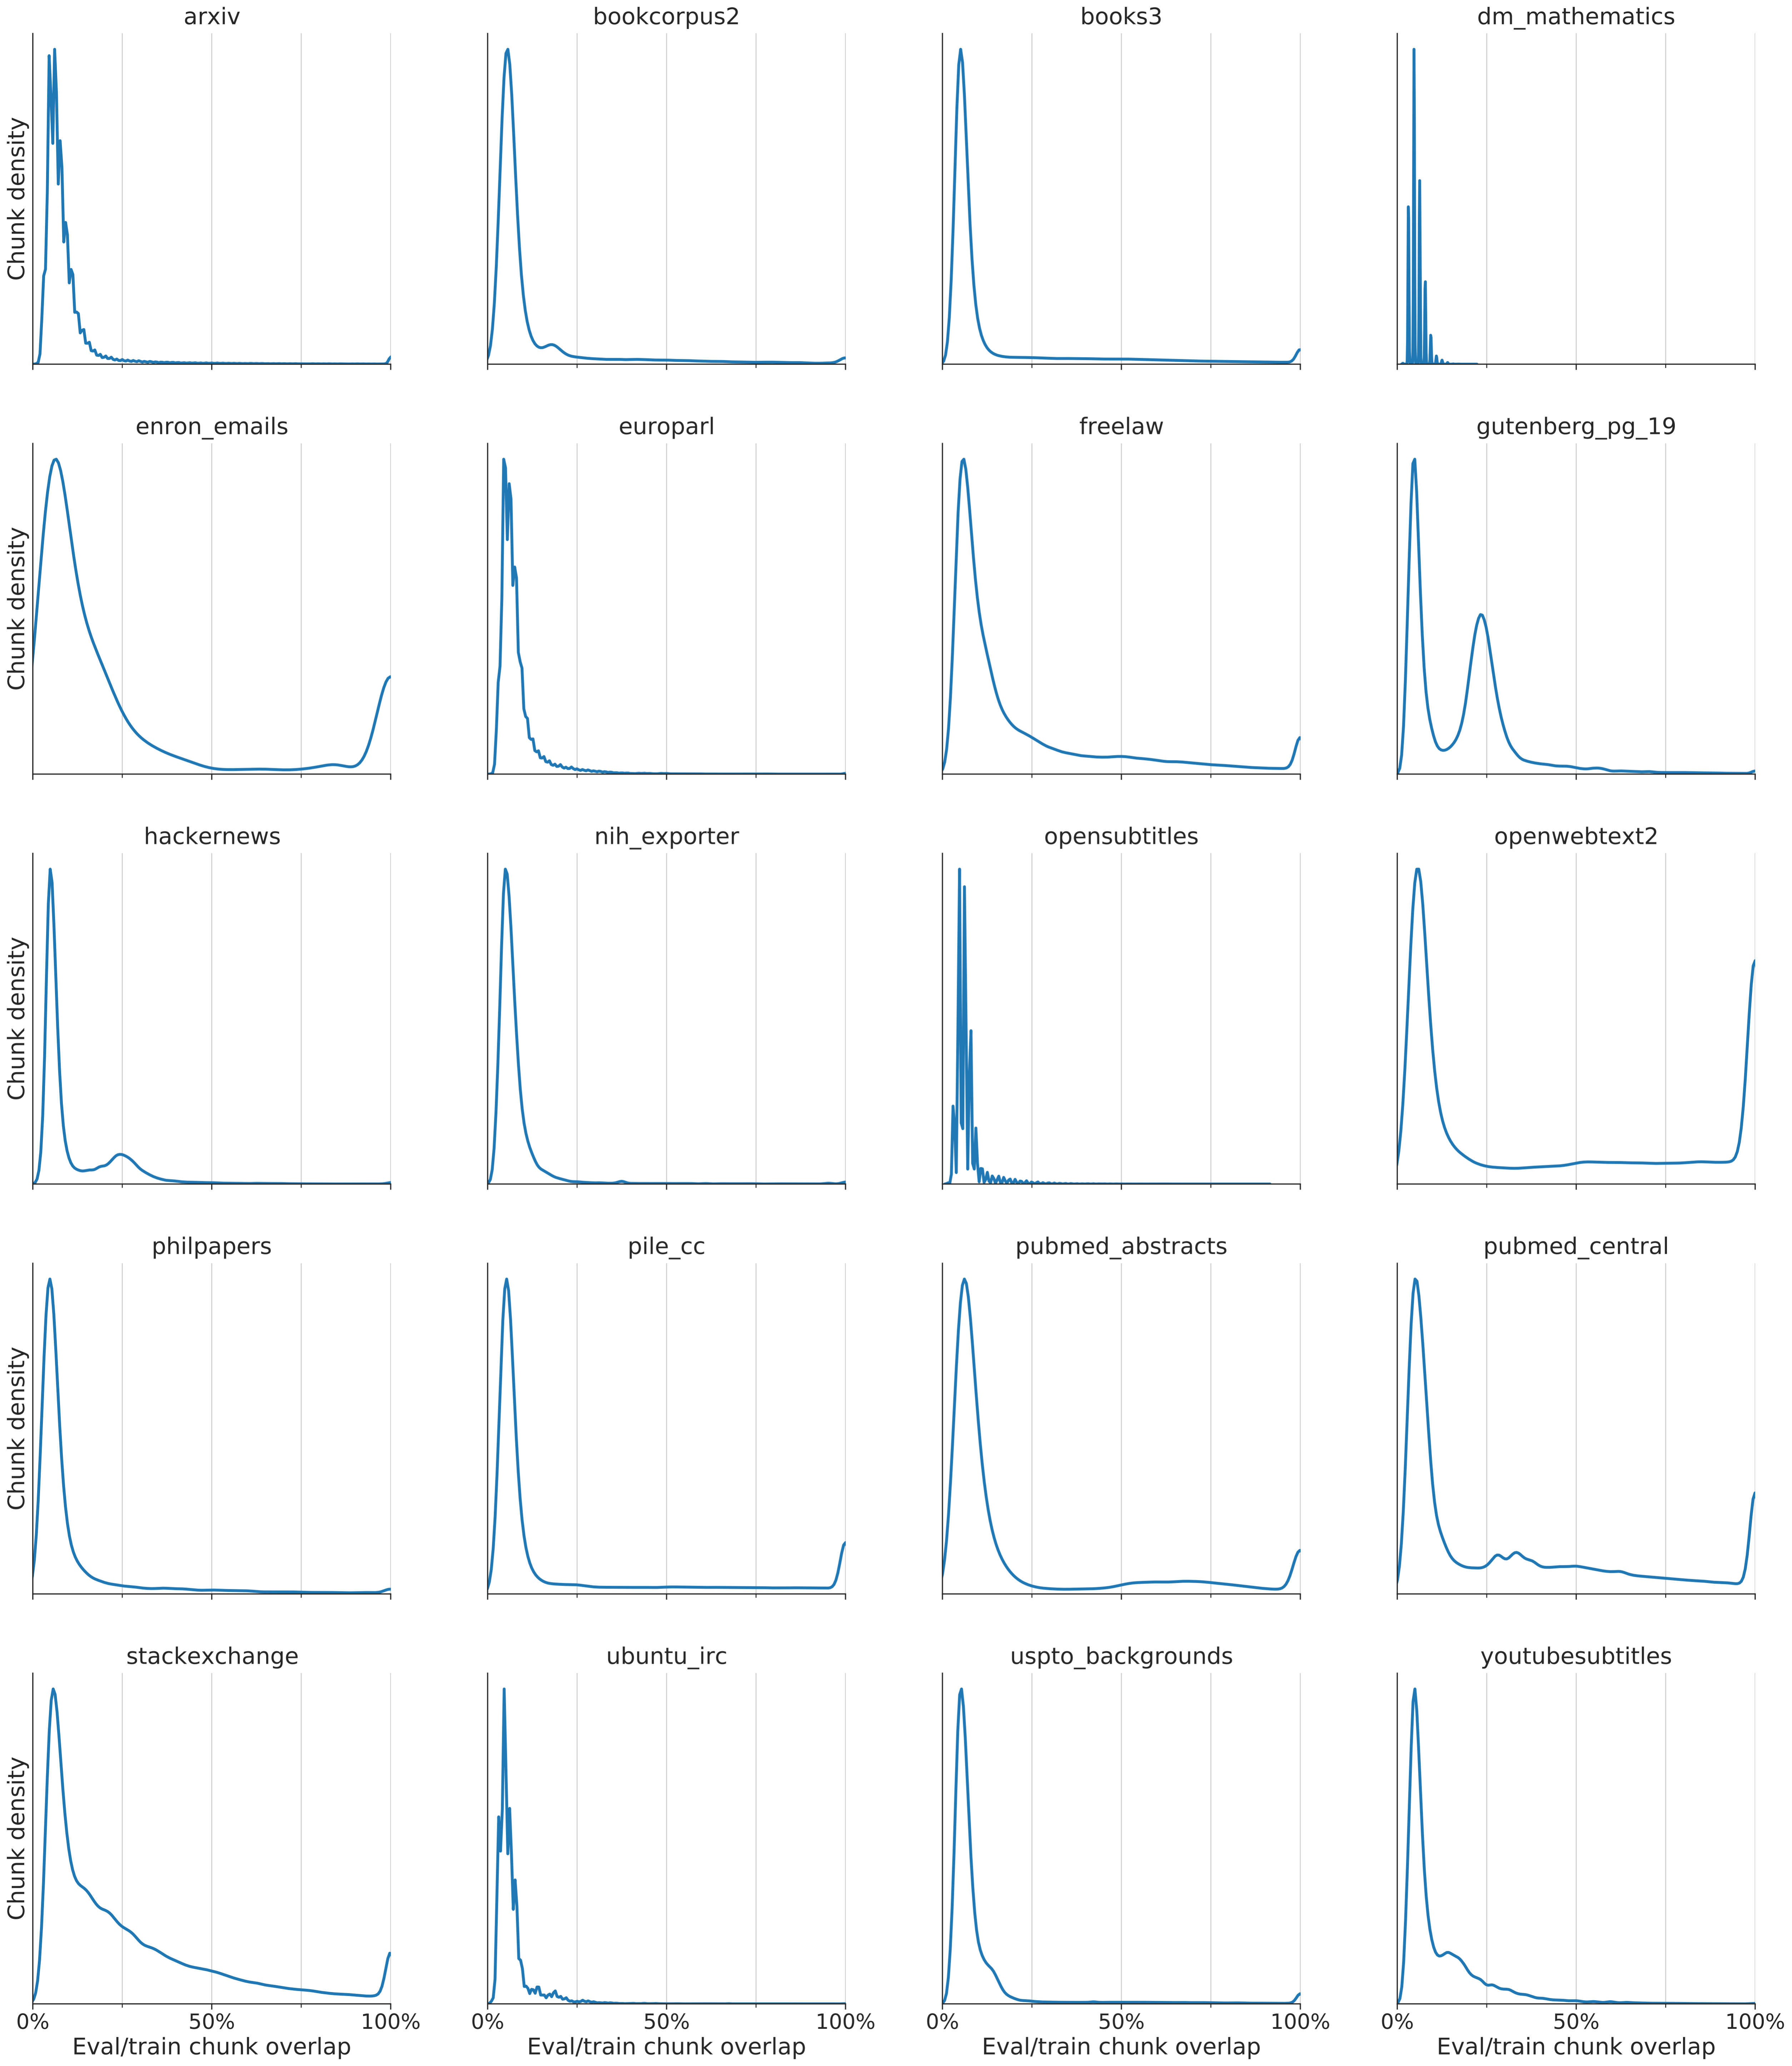 arxiv bookcorpus2 books3 dm_mathematics
Chunk density
enron_emails europarl freelaw gutenberg_pg_19
Chunk density
hackernews nih_exporter opensubtitles openwebtext2
Chunk density
philpapers pile_cc pubmed_abstracts pubmed_central
Chunk density
stackexchange ubuntu_irc uspto_backgrounds youtubesubtitles
Chunk density
0% 50% 100% 0% 50% 100% 0% 50% 100% 0% 50% 100%
Eval/train chunk overlap Eval/train chunk overlap Eval/train chunk overlap Eval/train chunk overlap